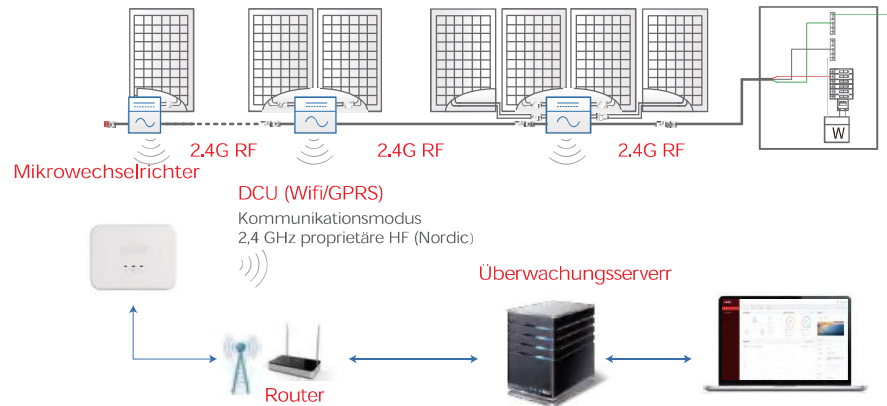 W
2.4G RF
2.4G RF
2.4G RF
Mikrowechselrichter
DCU (Wifi/GPRS)
Kommunikationsmodus
2,4 GHz proprietäre HF (Nordic)
Überwachungsserverr
Router